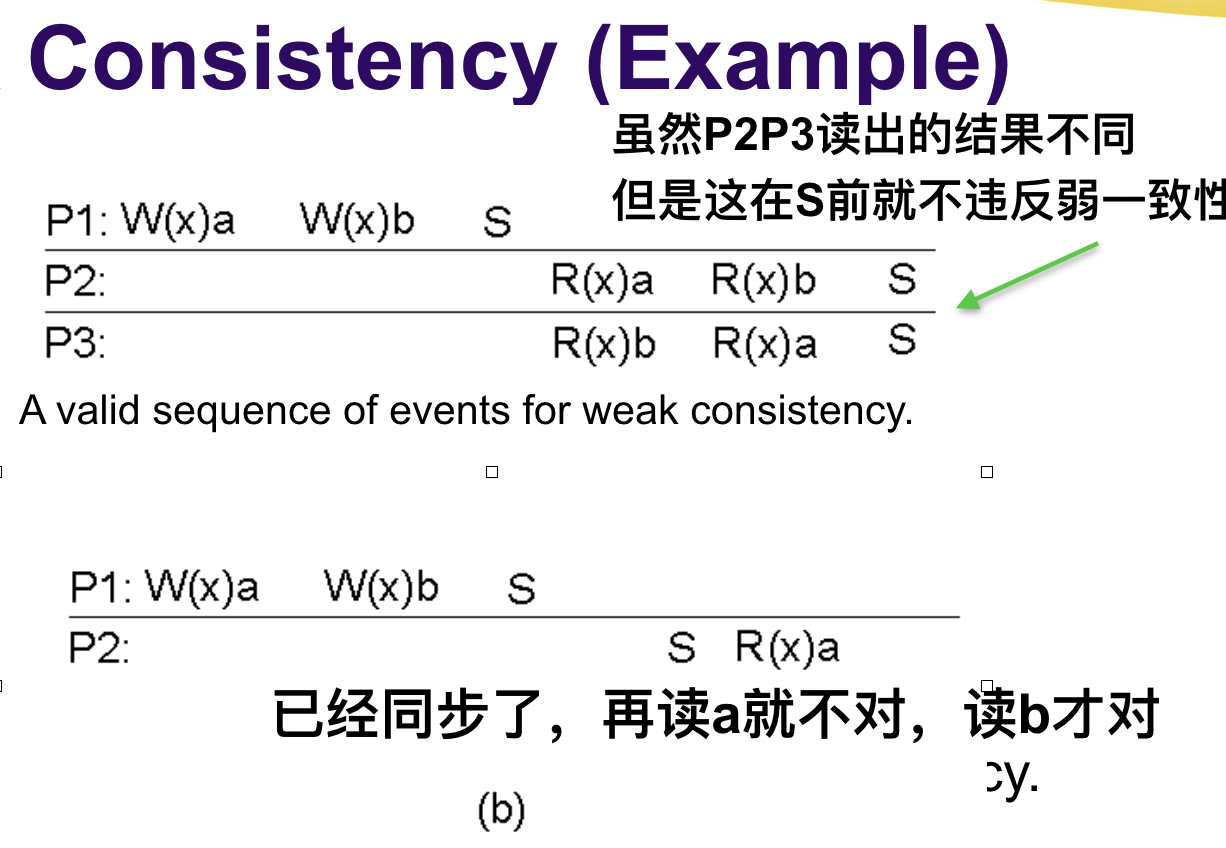 Consistency (Example)
虽然P2P3读出的结果不同
但是这在S前就不违反弱一致性
P1: W(x)a W(x)b S
P2: R(x)a R(x)b S
P3: R(x)b R(x)a S
A valid sequence of events for weak consistency.
P1: W(x)a W(x)b S
P2: S R(x)a
已经同步了，再读a就不对，读b才对
cy.
(b)